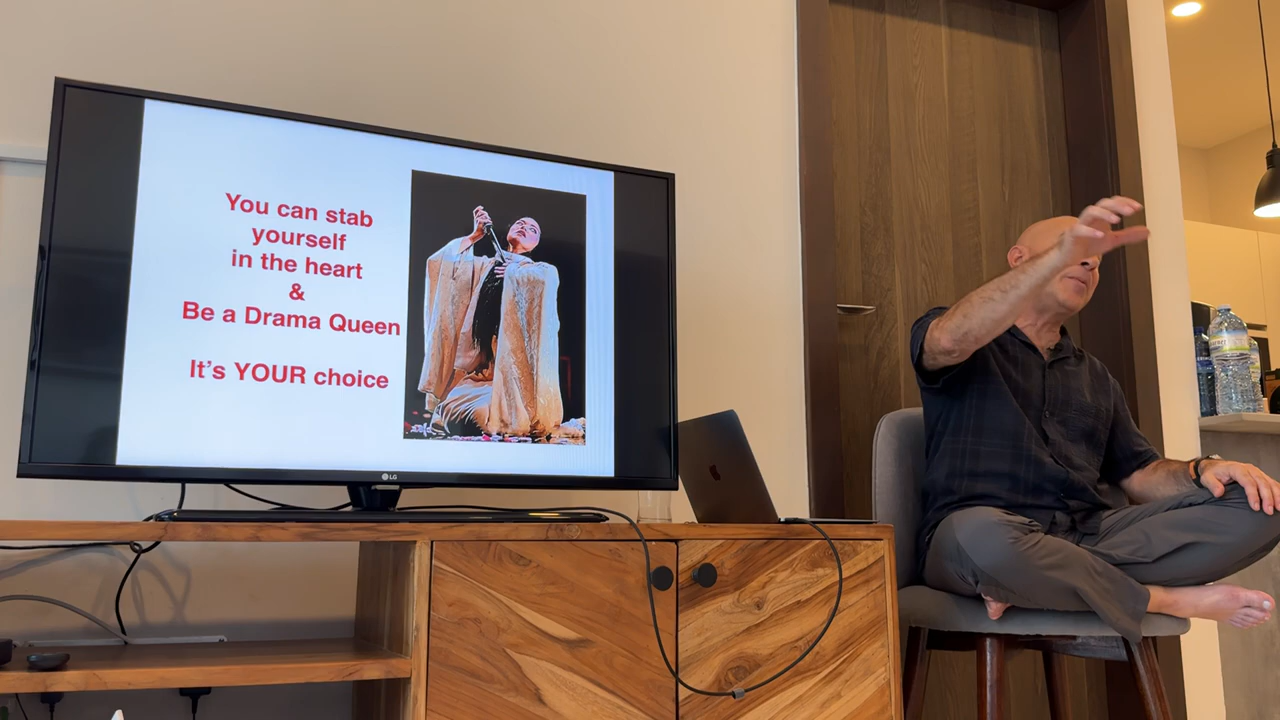 You can stab
yourself
in the heart
&
Be a Drama Queen
It's YOUR choice
LG